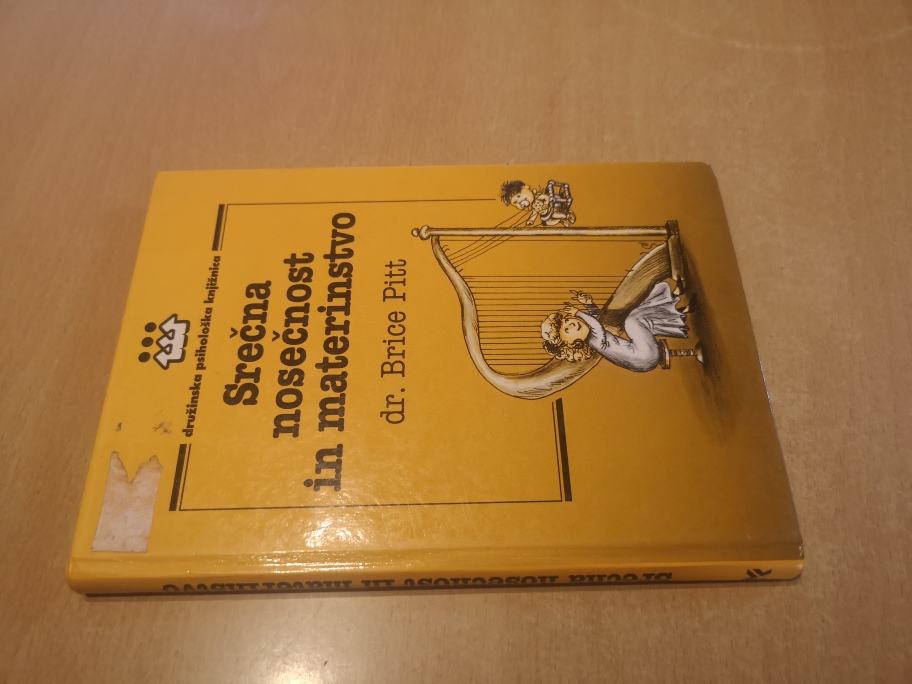 družinska psihološka knjižnica
Srečna
nosečnost
in materinstvo
dr. Brice Pitt
Srečna nosečnost in materinstvo